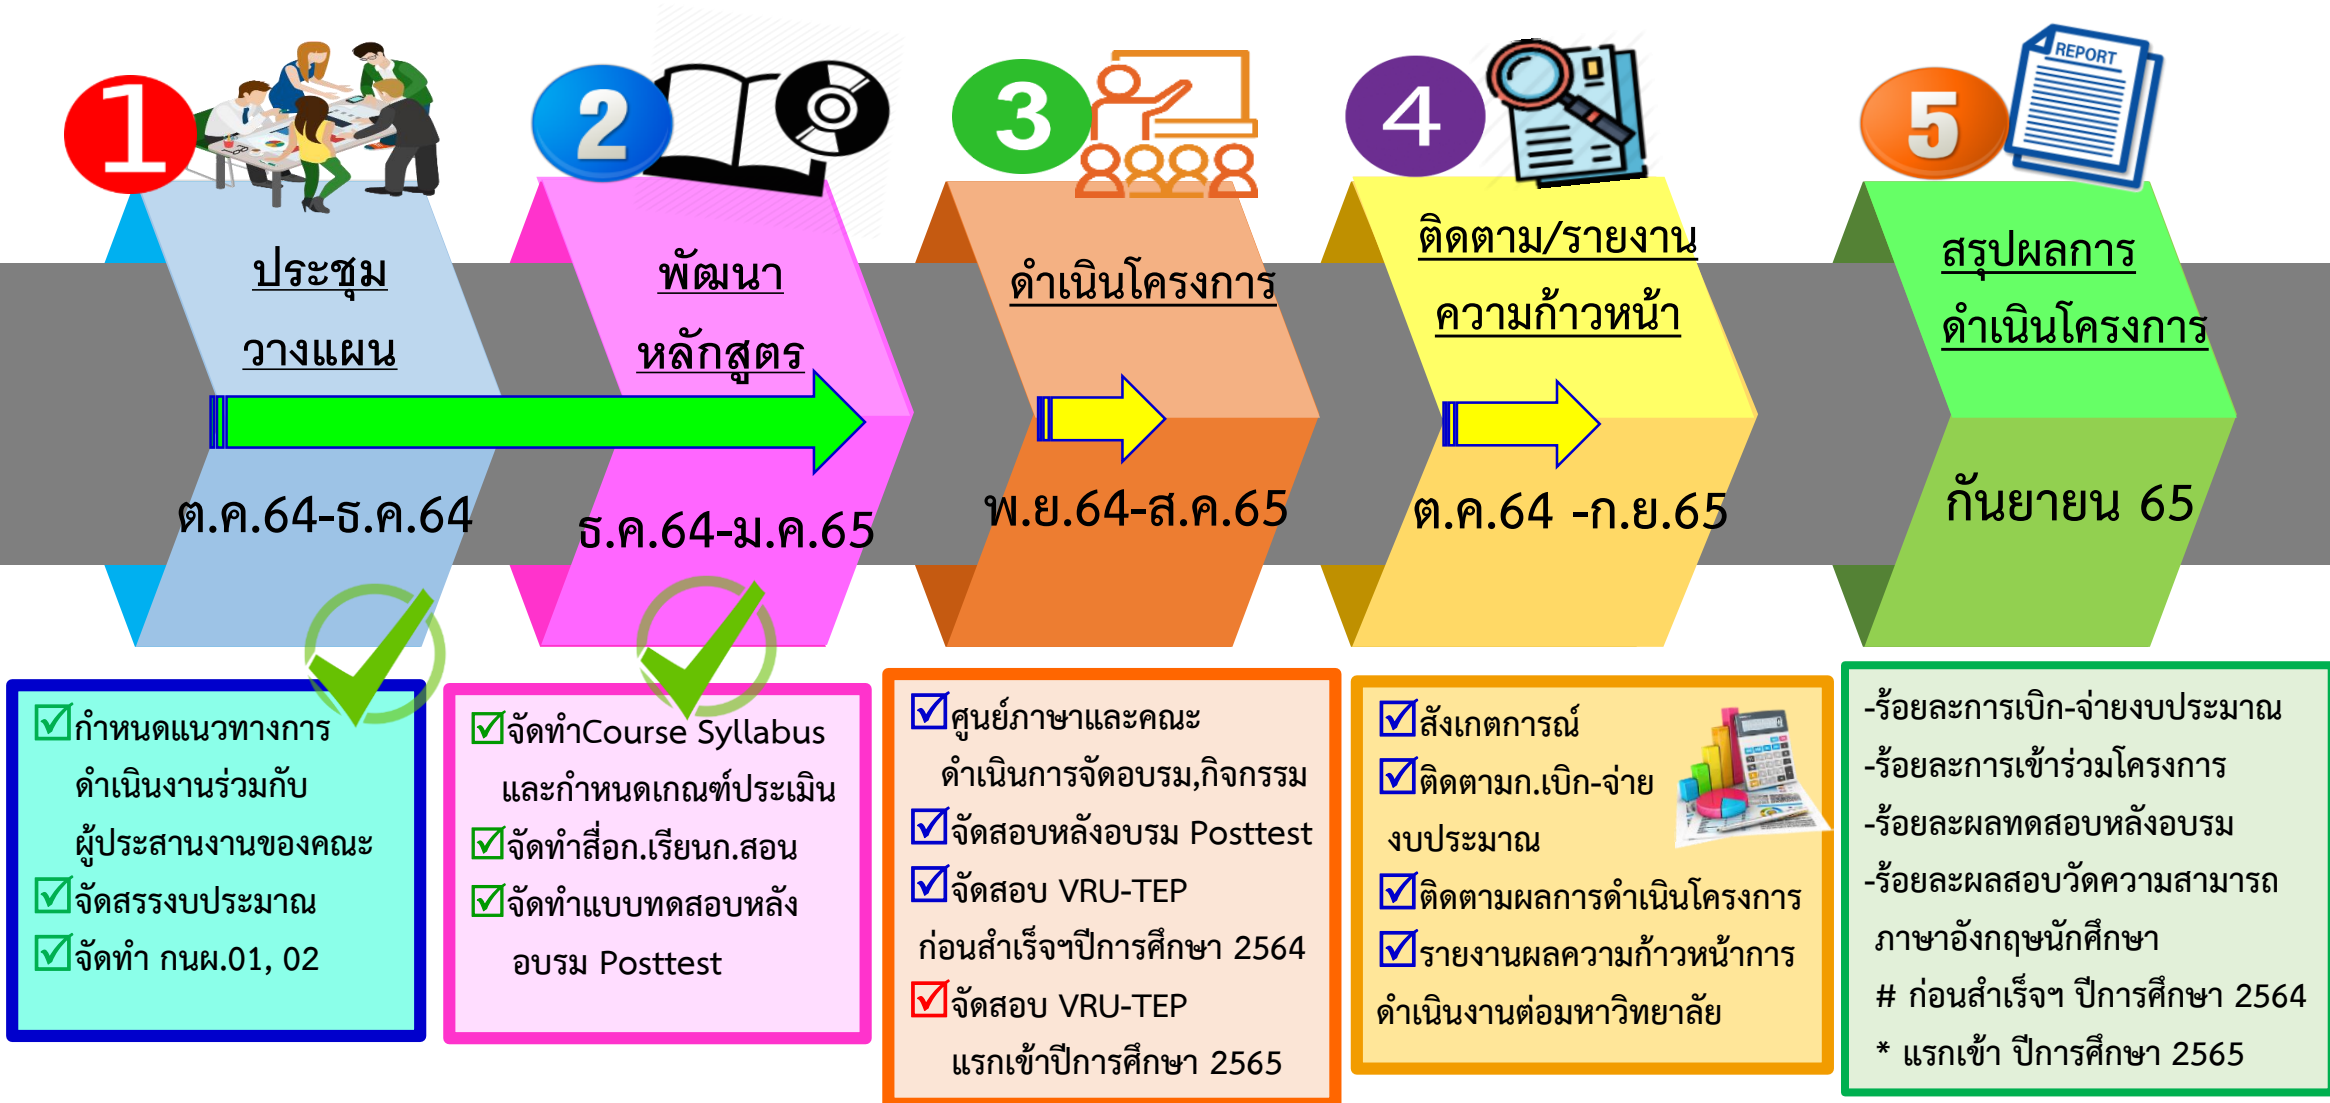 1
ประชุม
วางแผน
ต.ค.64-ธ.ค.64
กำหนดแนวทางการ
ดำเนินงานร่วมกับ
ผู้ประสานงานของคณะ
จัดสรรงบประมาณ
จัดทำ กนผ.01, 02
2
พัฒนา
หลักสูตร
ธ.ค.64-ม.ค.65
จัดทำCourse Syllabus
และกำหนดเกณฑ์ประเมิน
จัดทำสื่อก.เรียนก.สอน
จัดทำแบบทดสอบหลัง
อบรม Posttest
3
ดำเนินโครงการ
พ.ย.64-ส.ค.65
ศูนย์ภาษาและคณะ
ดำเนินการจัดอบรม,กิจกรรม
จัดสอบหลังอบรม Posttest
จัดสอบ VRU-TEP
ก่อนสำเร็จฯปีการศึกษา 2564
จัดสอบ VRU-TEP
แรกเข้าปีการศึกษา 2565
4
ติดตาม/รายงาน
ความก้าวหน้า
ต.ค.64 -ก.ย.65
สังเกตการณ์
ติดตามก.เบิก-จ่าย
งบประมาณ
ติดตามผลการดำเนินโครงการ
รายงานผลความก้าวหน้าการ
ดำเนินงานต่อมหาวิทยาลัย
5
REPORT
สรุปผลการ
ดำเนินโครงการ
กันยายน 65
-ร้อยละการเบิก-จ่ายงบประมาณ
-ร้อยละการเข้าร่วมโครงการ
-ร้อยละผลทดสอบหลังอบรม
-ร้อยละผลสอบวัดความสามารถ
ภาษาอังกฤษนักศึกษา
# ก่อนสำเร็จฯ ปีการศึกษา 2564
* แรกเข้า ปีการศึกษา 2565